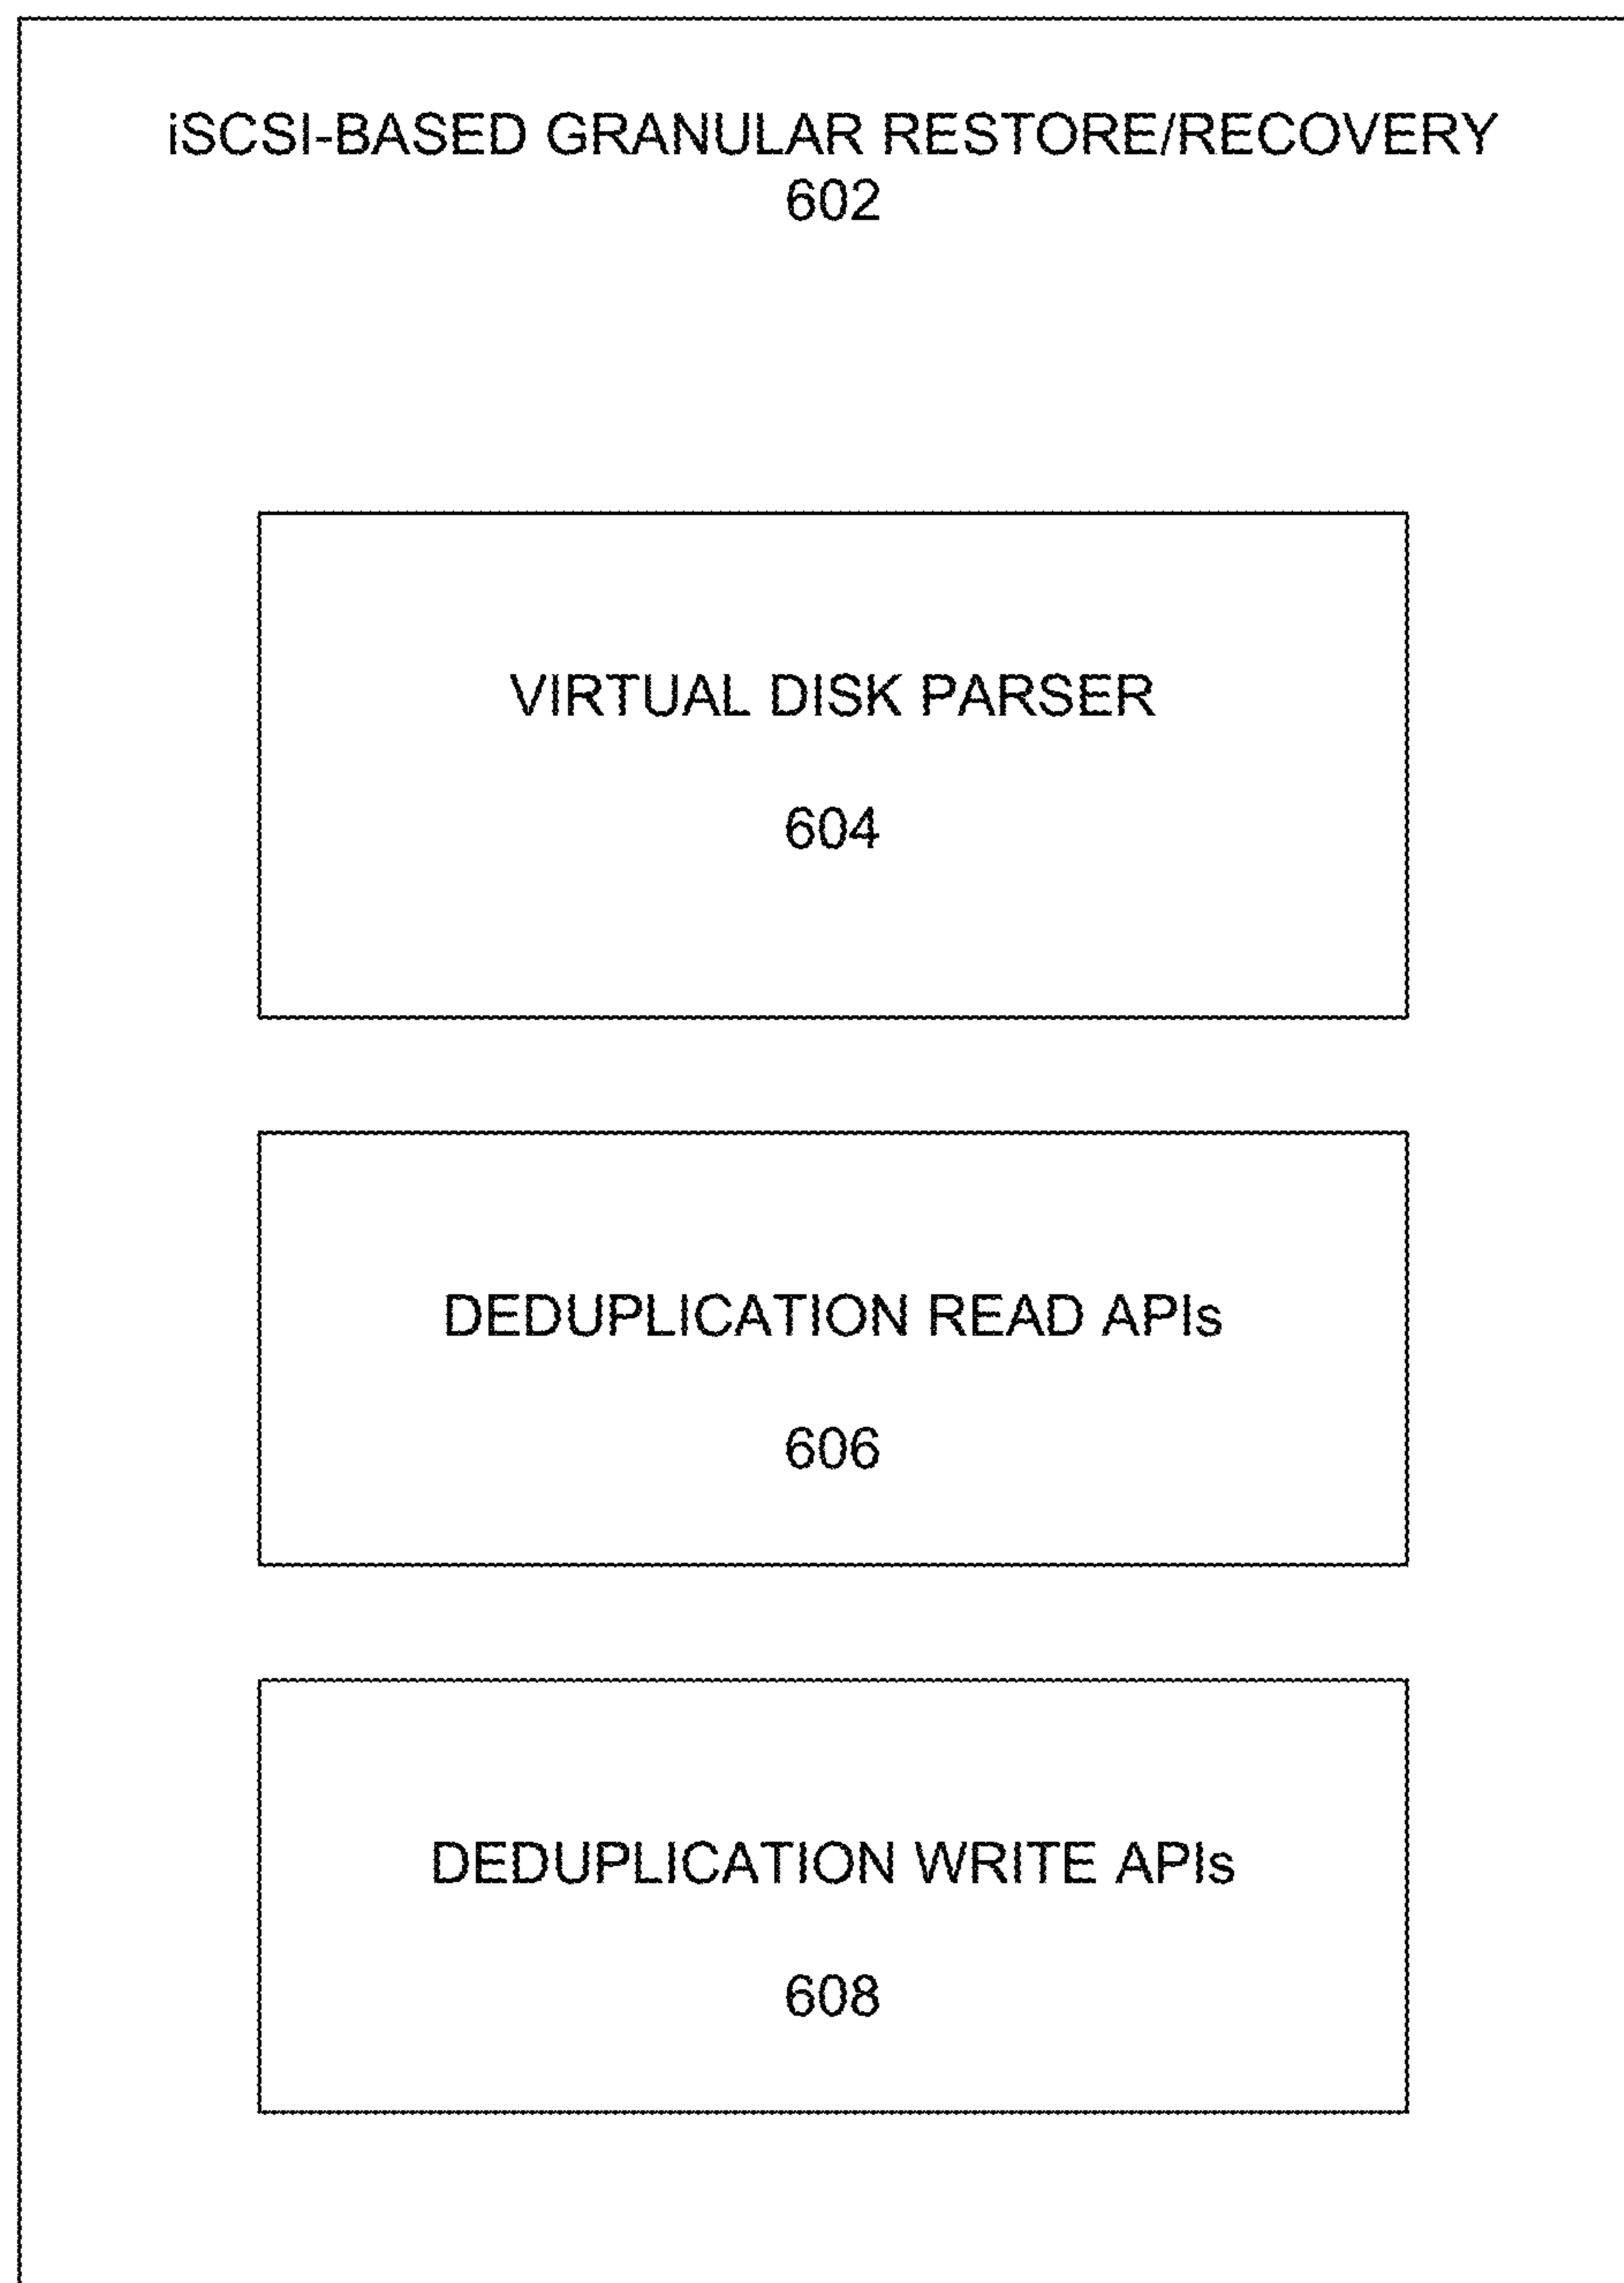 iSCSI-BASED GRANULAR RESTORE/RECOVERY
602
VIRTUAL DISK PARSER
604
DEDUPLICATION READ APIs
606
DEDUPLICATION WRITE APIs
608